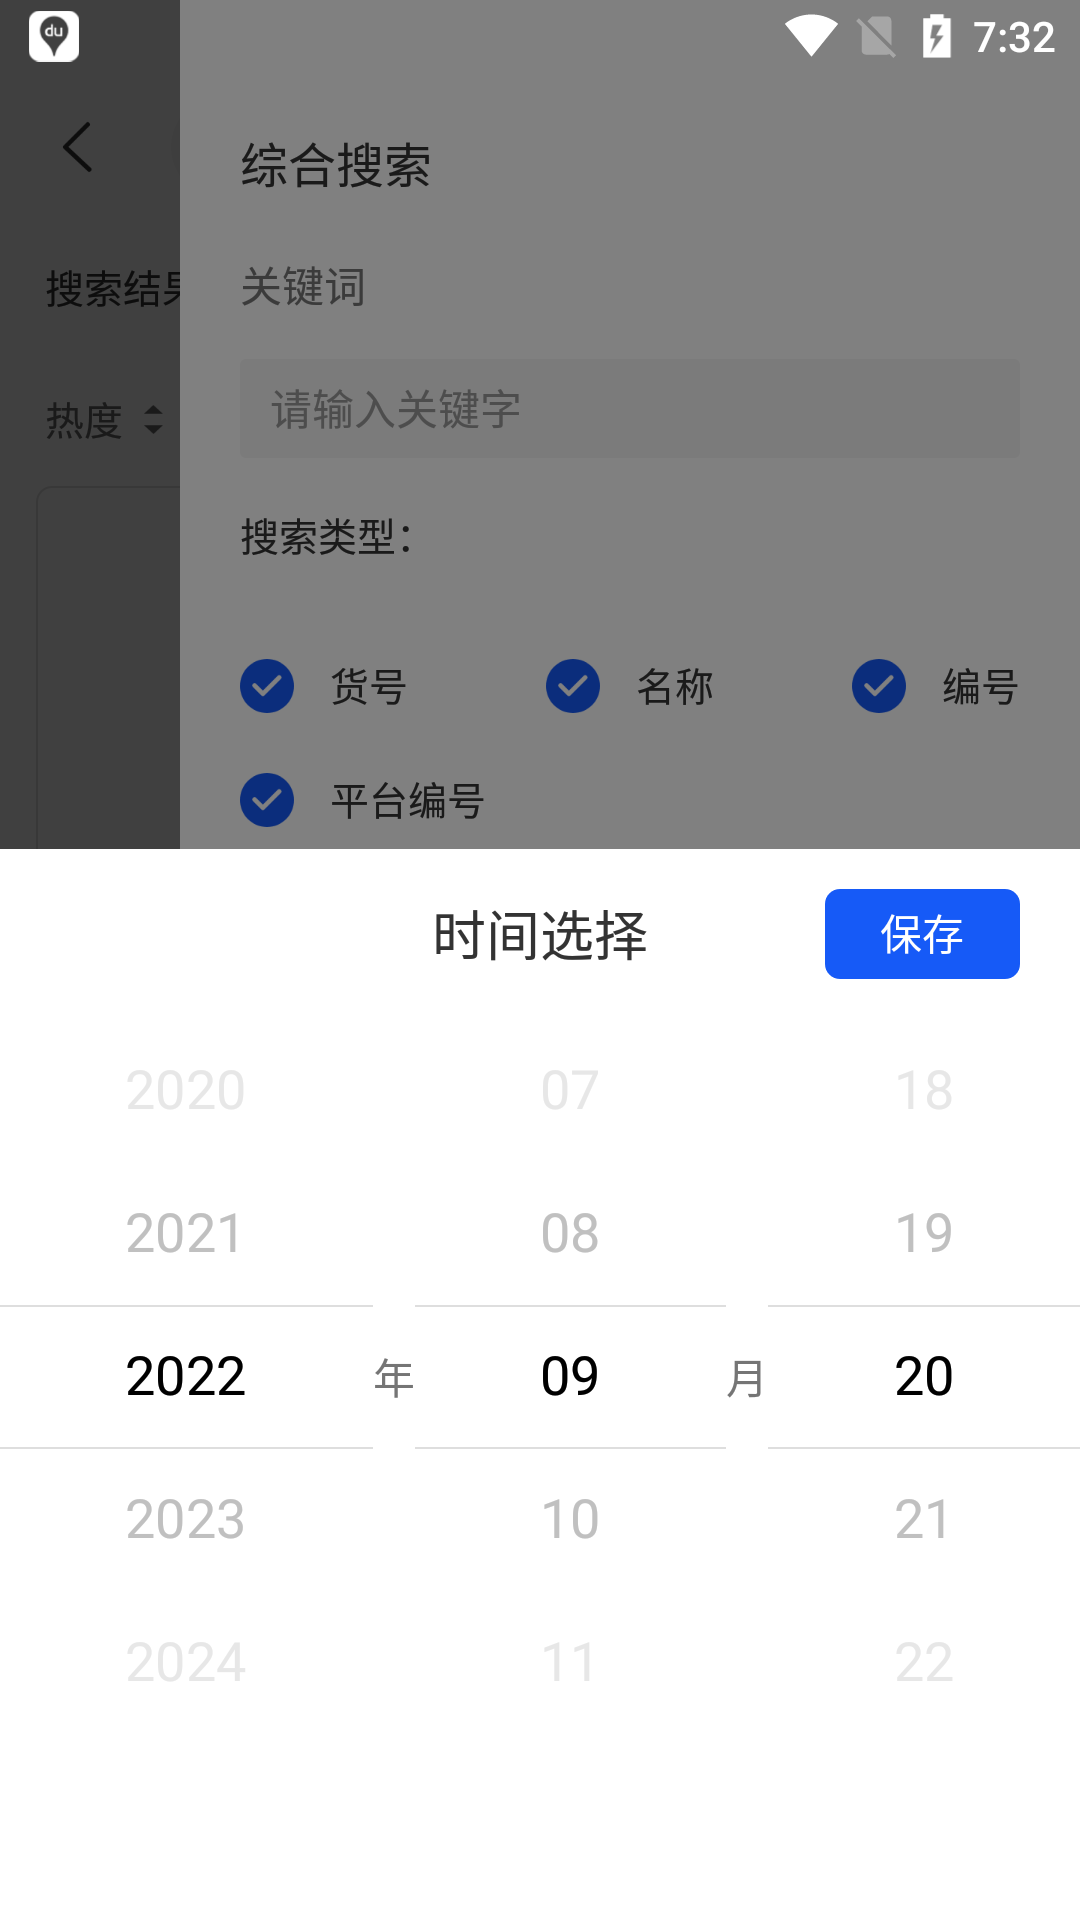 du
7:32
综合搜索
关键词
搜索结果
请输入关键字
热度
搜索类型：
货号 名称 编号
平台编号
时间选择 保存
2020 07 18
2021 08 19
2022 年 09 月 20
2023 10 21
2024 11 22